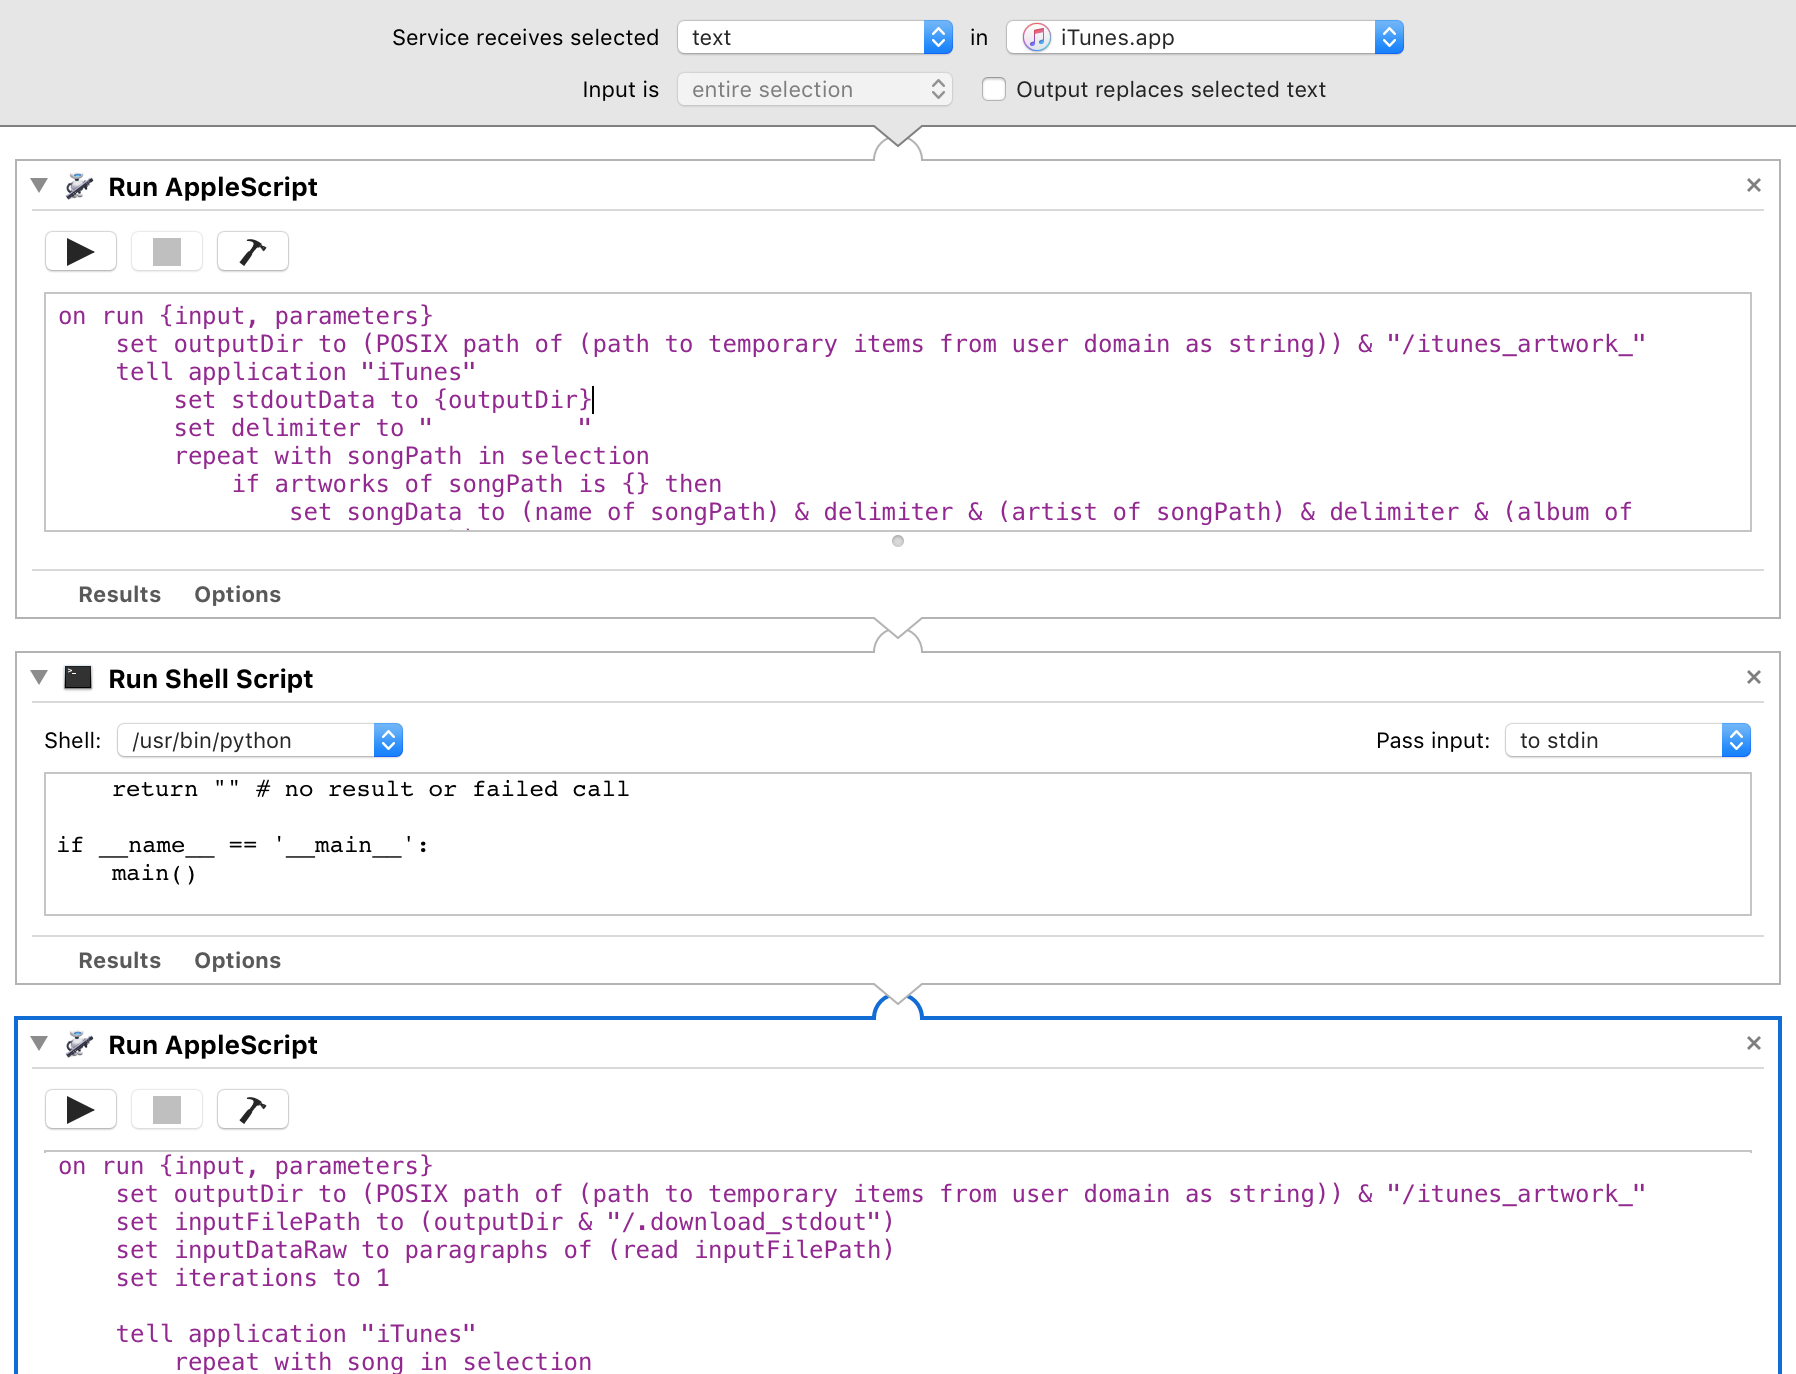 Service receives selected text in iTunes.app
Input is entire selection Output replaces selected text
Run AppleScript
on run {input, parameters}
set outputDir to (POSIX path of (path to temporary items from user domain as string)) & "/itunes_artwork_"
tell application "iTunes"
set stdoutData to {outputDir}
set delimiter to "          "
repeat with songPath in selection
if artworks of songPath is {} then
set songData to (name of songPath) & delimiter & (artist of songPath) & delimiter & (album of
Results Options
Run Shell Script
Shell: /usr/bin/python Pass input: to stdin
return "" # no result or failed call
if __name__ == '__main__':
main()
Results Options
Run AppleScript
on run {input, parameters}
set outputDir to (POSIX path of (path to temporary items from user domain as string)) & "/itunes_artwork_"
set inputFilePath to (outputDir & "/.download_stdout")
set inputDataRaw to paragraphs of (read inputFilePath)
set iterations to 1
tell application "iTunes"
repeat with song in selection